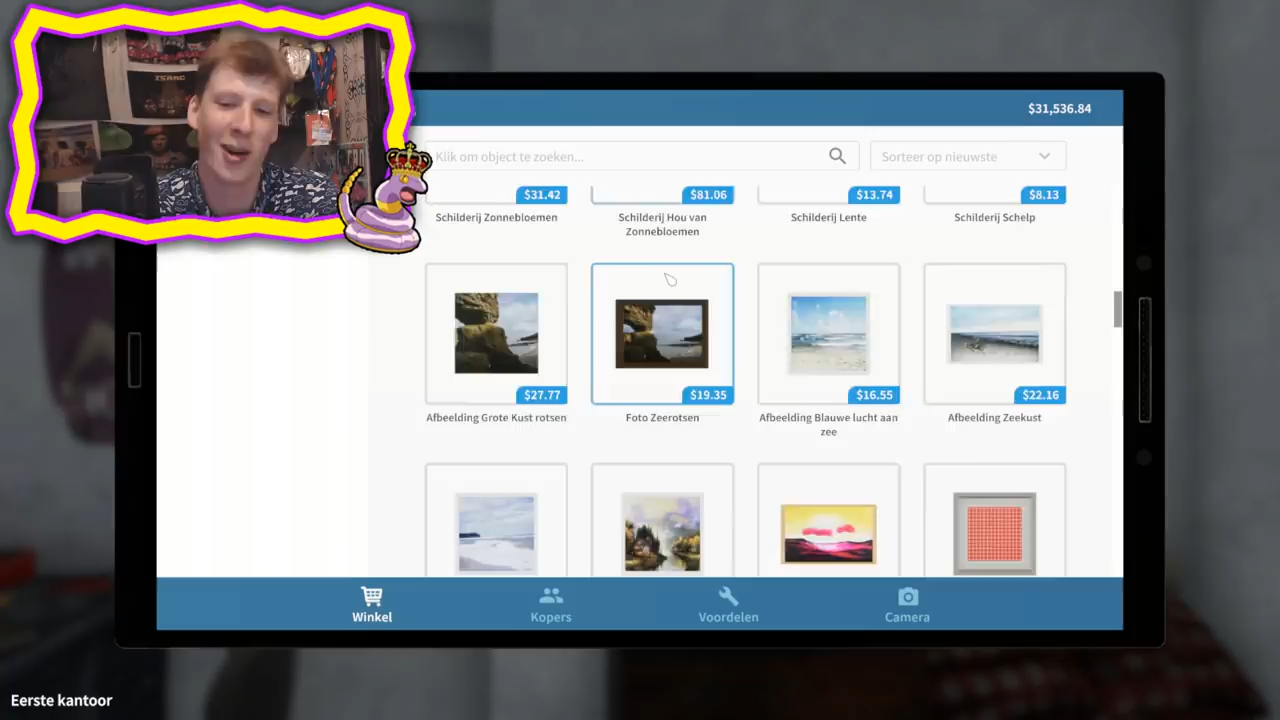 ISAAC
$31,536.84
Klik om object te zoeken...
Sorteer op nieuwste
$31.42
$81.06
$13.74
$8.13
Schilderij Zonnebloemen
Schilderij Hou van
Zonnebloemen
Schilderij Lente
Schilderij Schelp
$27.77
$19.35
$16.55
$22.16
Afbeelding Grote Kust rotsen
Foto Zeerotsen
Afbeelding Blauwe lucht aan
zee
Afbeelding Zeekust
Winkel
Kopers
Voordelen
Camera
Eerste kantoor